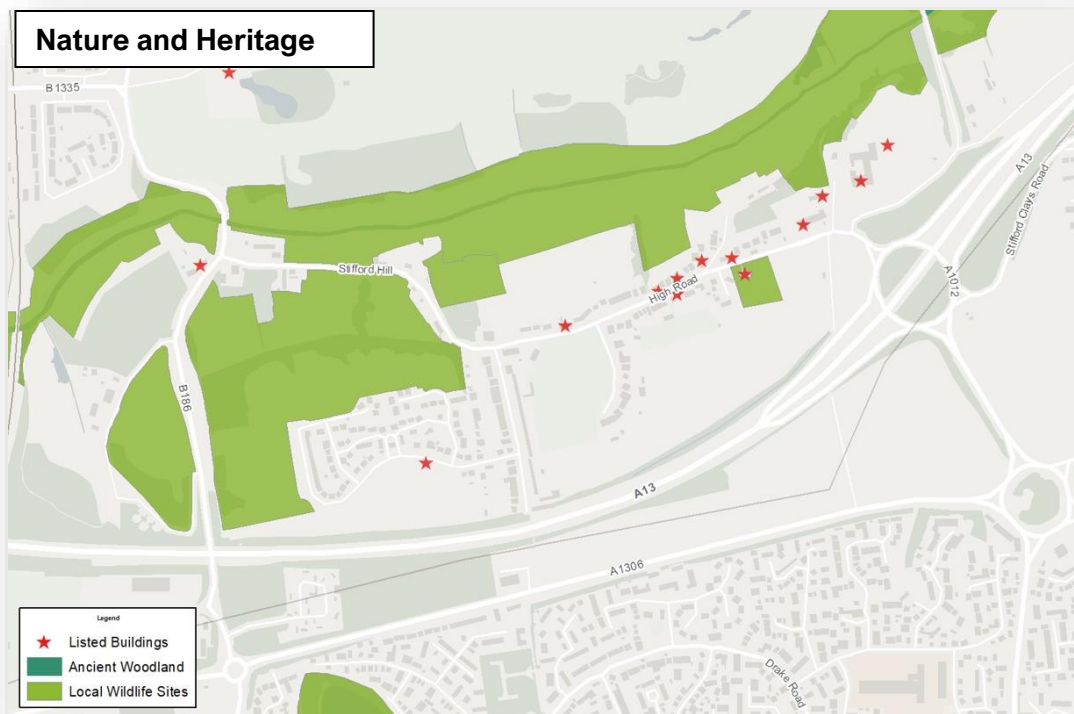 Nature and Heritage
B 1335
A13
Stifford Clays Road
Stifford Hill
A1012
High Road
B186
A13
A1306
Drake Road
Legend
Listed Buildings
Ancient Woodland
Local Wildlife Sites